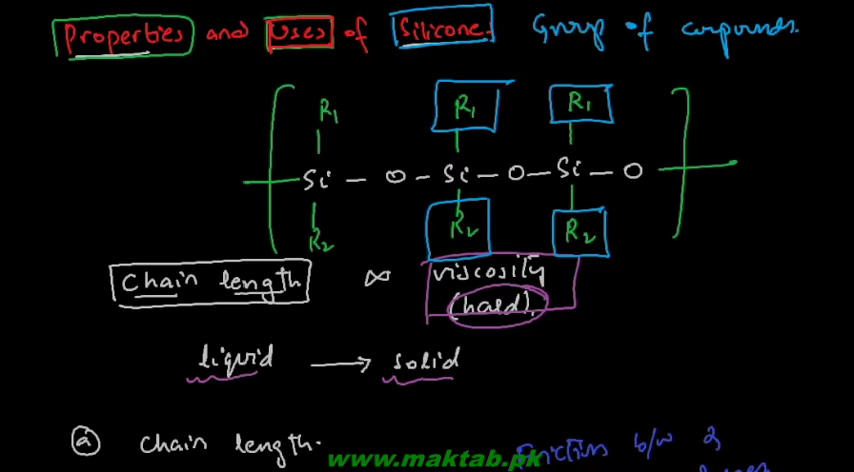 Properties and Uses of Silicone. Group of compounds.
R₁ R₁ R₁
Si — O — Si — O — Si — O
R₂ R₂ R₂
Chain length ∝ viscosity
(hard)
liquid → solid
ⓐ Chain length.
www.maktab.pk
b/w